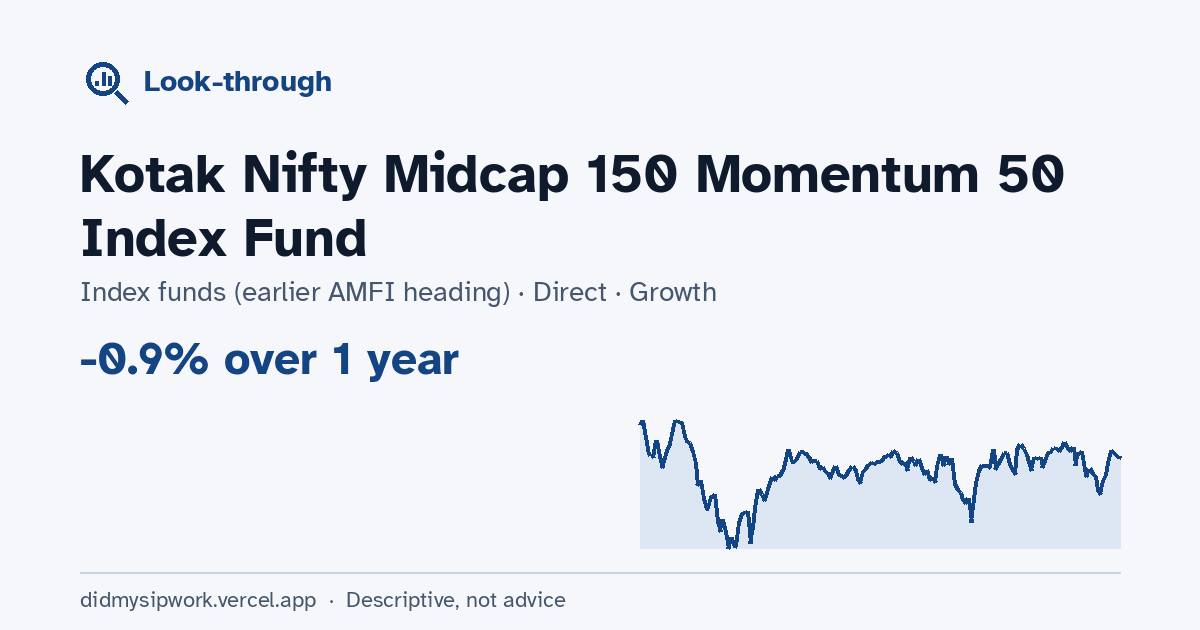 Look-through
Kotak Nifty Midcap 150 Momentum 50
Index Fund
Index funds (earlier AMFI heading) · Direct · Growth
-0.9% over 1 year
didmysipwork.vercel.app · Descriptive, not advice